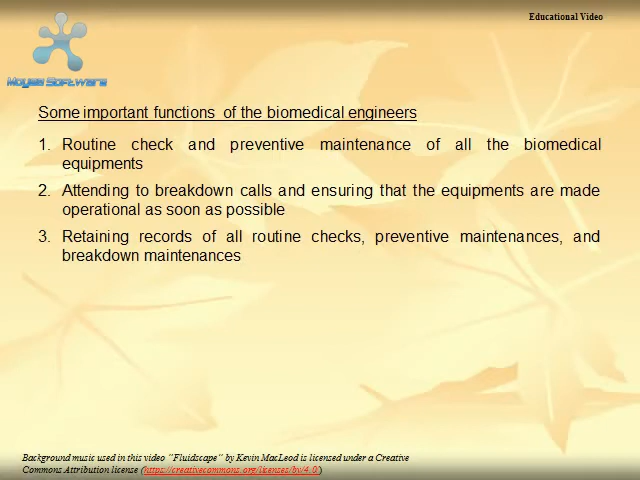 Educational Video
Moyea Software
Some important functions of the biomedical engineers
1. Routine check and preventive maintenance of all the biomedical
equipments
2. Attending to breakdown calls and ensuring that the equipments are made
operational as soon as possible
3. Retaining records of all routine checks, preventive maintenances, and
breakdown maintenances
Background music used in this video "Fluidscape" by Kevin MacLeod is licensed under a Creative
Commons Attribution license (https://creativecommons.org/licenses/by/4.0/)